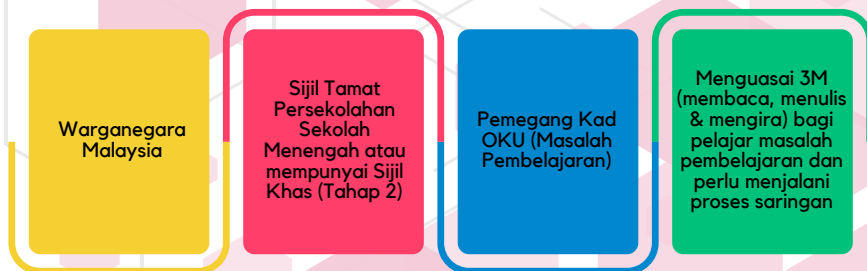 Warganegara
Malaysia
Sijil Tamat
Persekolahan
Sekolah
Menengah atau
mempunyai Sijil
Khas (Tahap 2)
Pemegang Kad
OKU (Masalah
Pembelajaran)
Menguasai 3M
(membaca, menulis
& mengira) bagi
pelajar masalah
pembelajaran dan
perlu menjalani
proses saringan